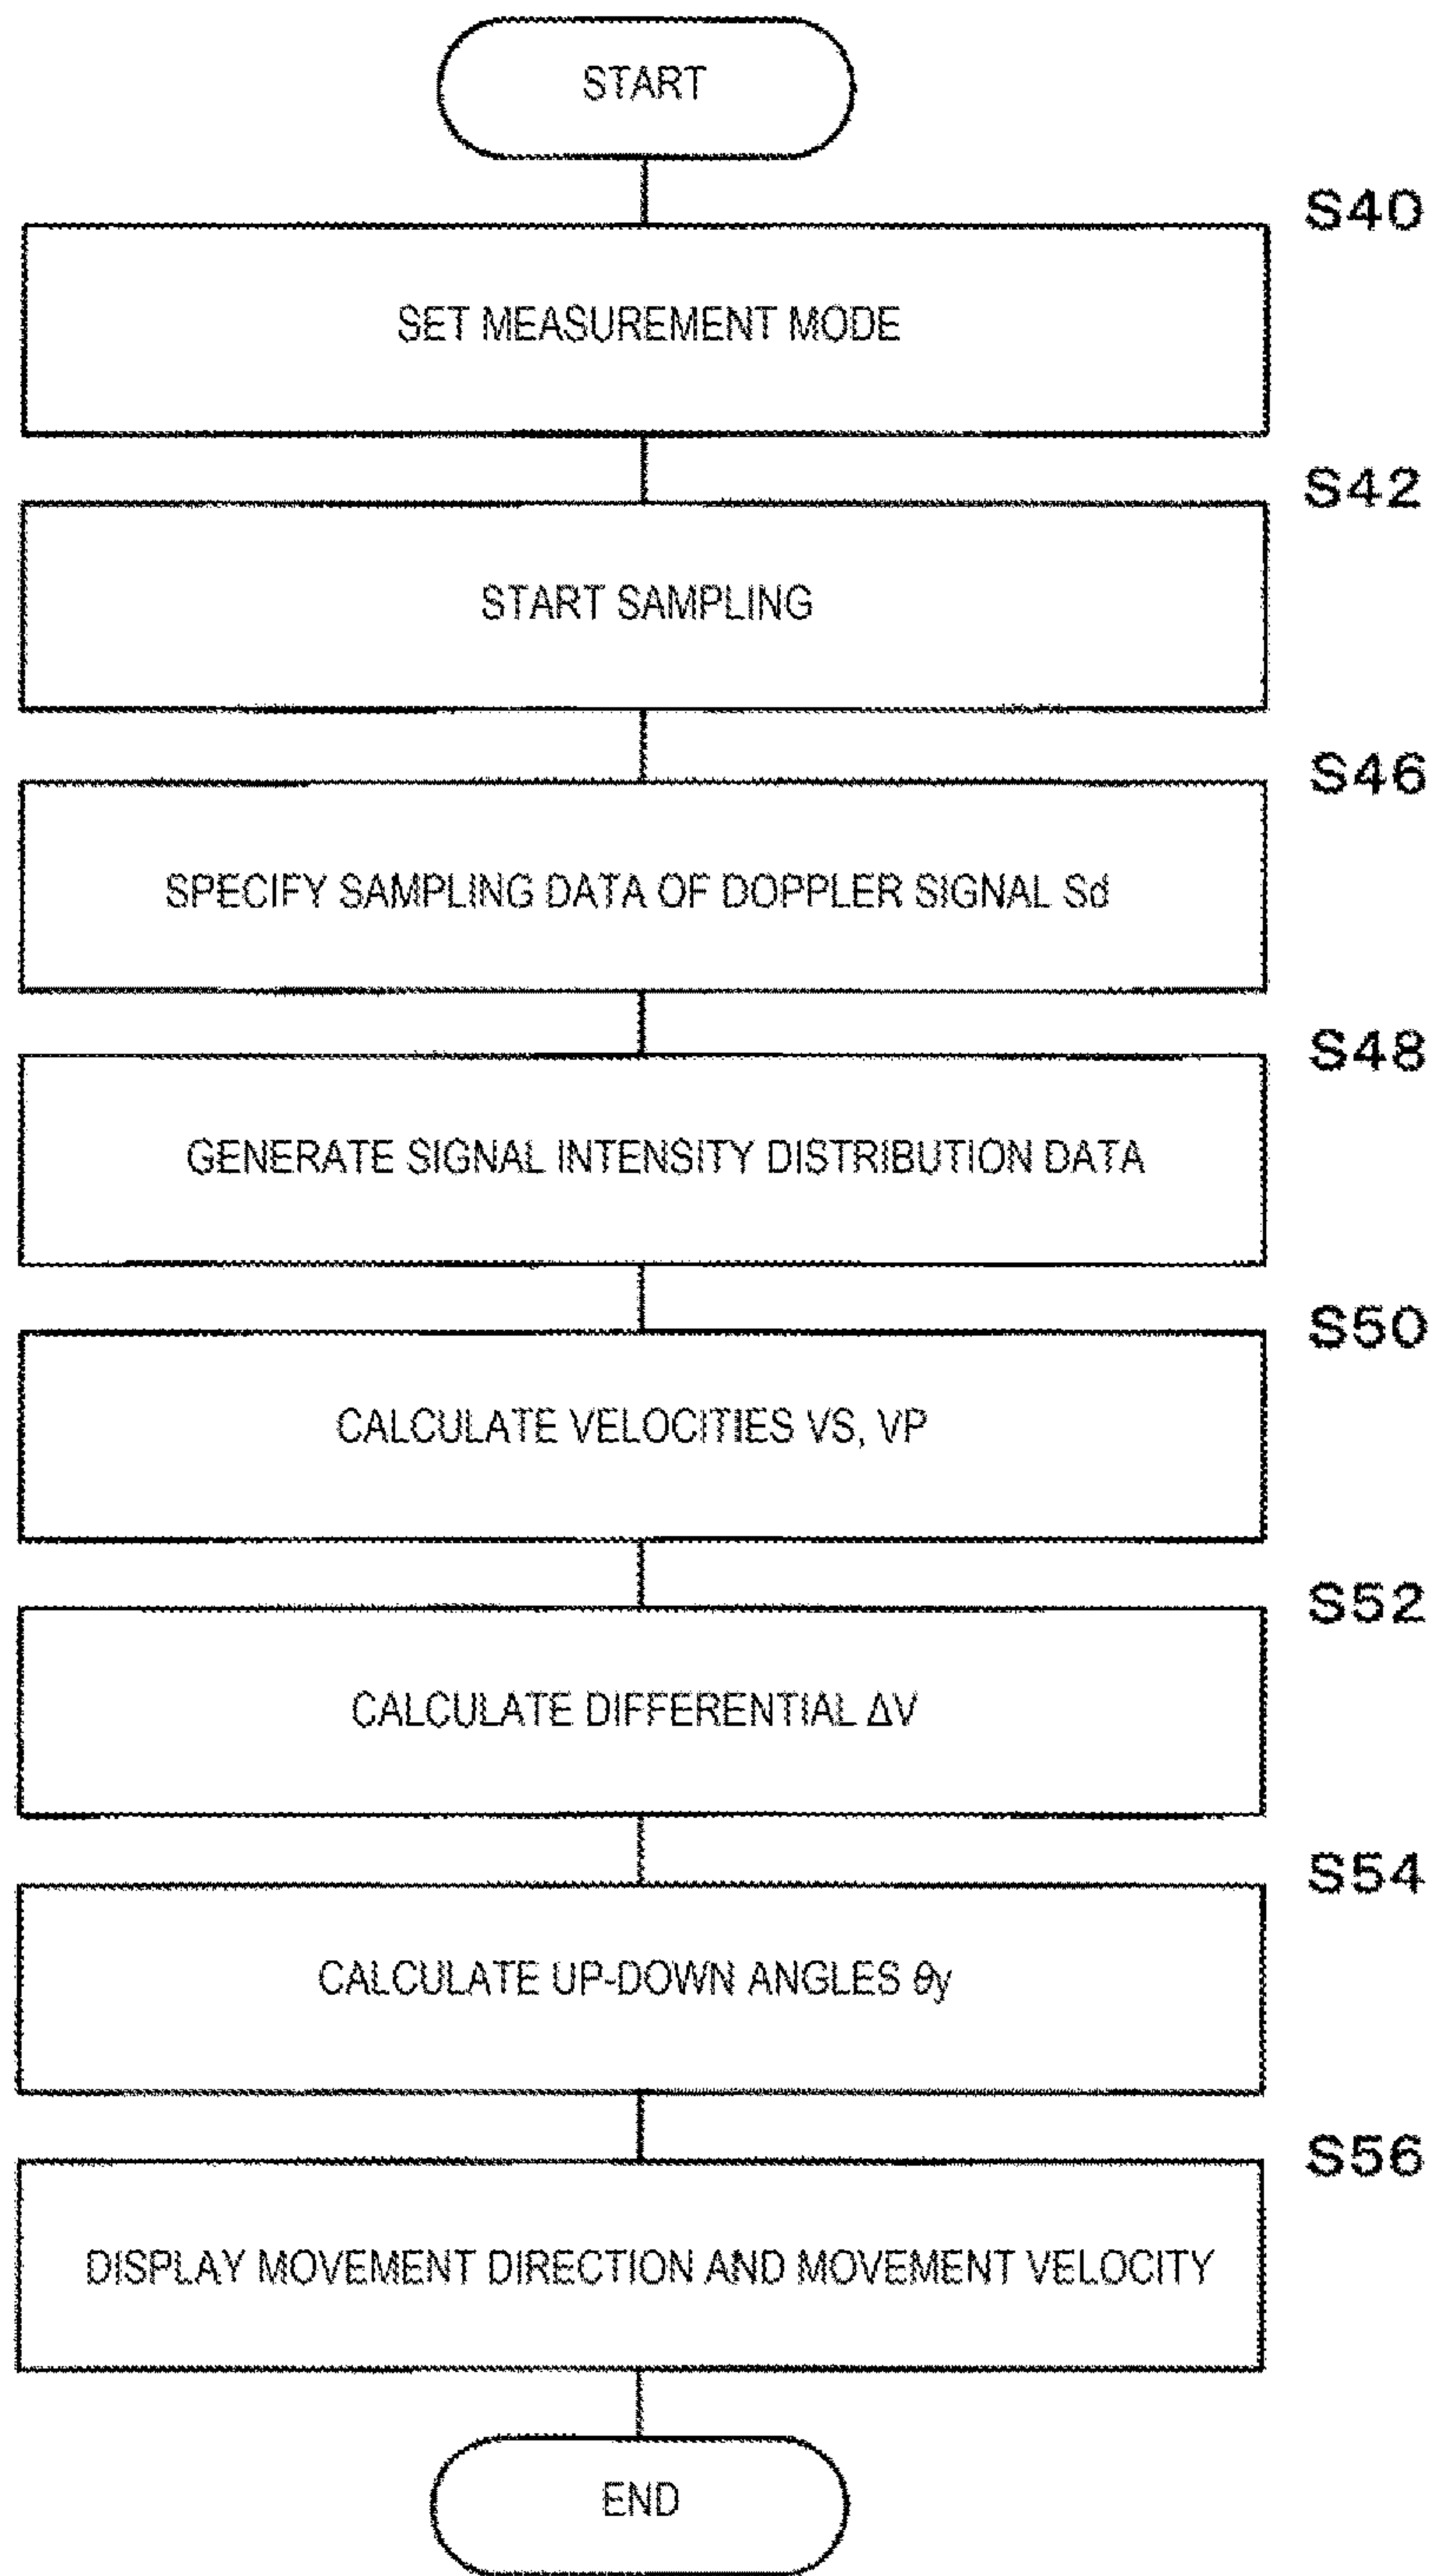 START
S40
SET MEASUREMENT MODE
S42
START SAMPLING
S46
SPECIFY SAMPLING DATA OF DOPPLER SIGNAL Sd
S48
GENERATE SIGNAL INTENSITY DISTRIBUTION DATA
S50
CALCULATE VELOCITIES VS, VP
S52
CALCULATE DIFFERENTIAL ΔV
S54
CALCULATE UP-DOWN ANGLES θy
S56
DISPLAY MOVEMENT DIRECTION AND MOVEMENT VELOCITY
END